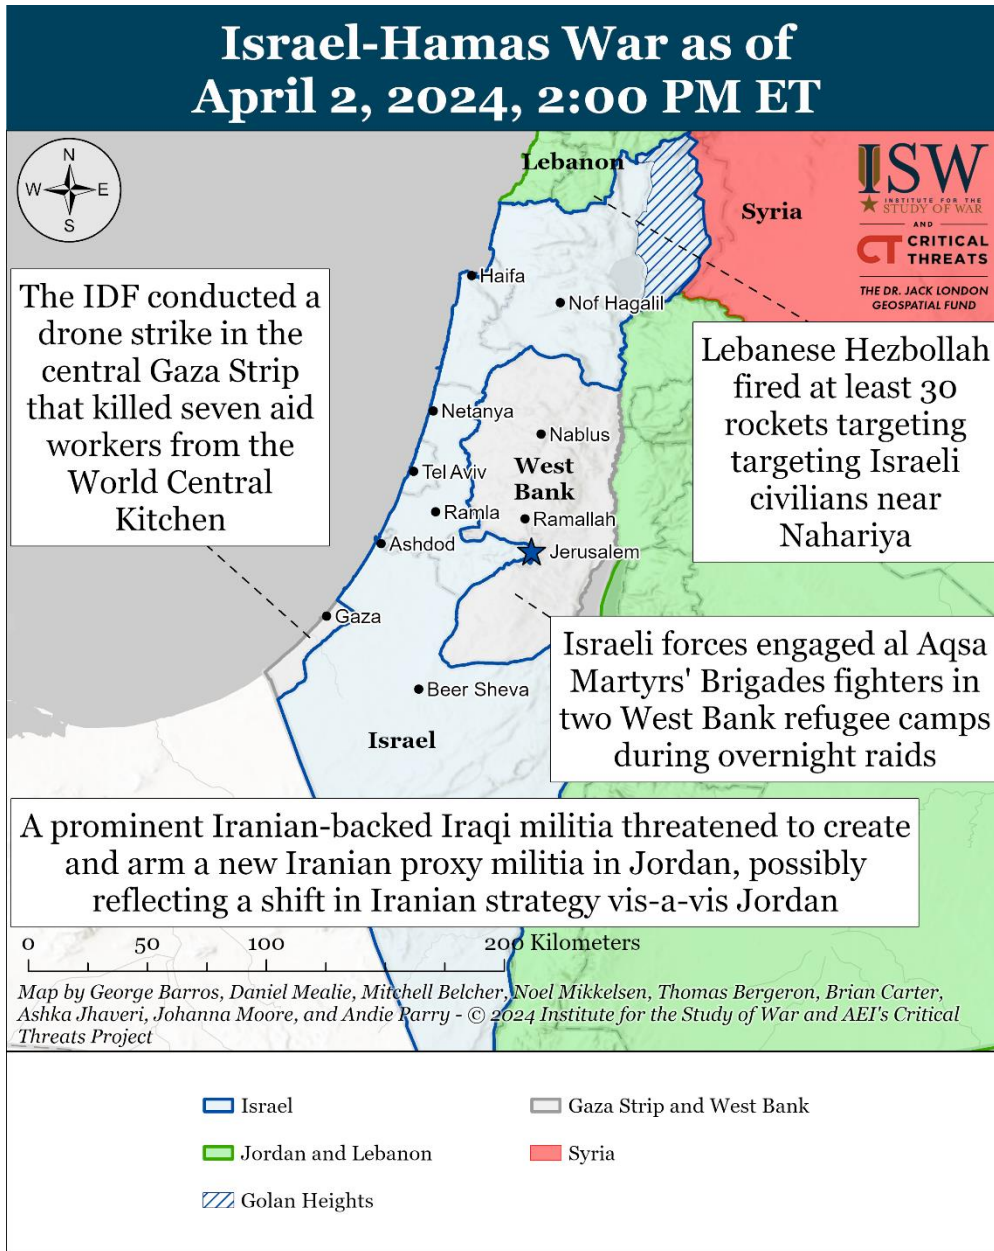 Israel-Hamas War as of
April 2, 2024, 2:00 PM ET
N
W
E
S
Lebanon
Syria
ISW
INSTITUTE FOR THE
STUDY OF WAR
AND
CT CRITICAL
THREATS
THE DR. JACK LONDON
GEOSPATIAL FUND
The IDF conducted a
drone strike in the
central Gaza Strip
that killed seven aid
workers from the
World Central
Kitchen
Haifa
Nof Hagalil
Lebanese Hezbollah
fired at least 30
rockets targeting
targeting Israeli
civilians near
Nahariya
Netanya
Nablus
West
Bank
Tel Aviv
Ramla
Ramallah
Ashdod
Jerusalem
Gaza
Israeli forces engaged al Aqsa
Martyrs' Brigades fighters in
two West Bank refugee camps
during overnight raids
Beer Sheva
Israel
A prominent Iranian-backed Iraqi militia threatened to create
and arm a new Iranian proxy militia in Jordan, possibly
reflecting a shift in Iranian strategy vis-a-vis Jordan
0 50 100 200 Kilometers
Map by George Barros, Daniel Mealie, Mitchell Belcher, Noel Mikkelsen, Thomas Bergeron, Brian Carter,
Ashka Jhaveri, Johanna Moore, and Andie Parry - © 2024 Institute for the Study of War and AEI's Critical
Threats Project
Israel
Gaza Strip and West Bank
Jordan and Lebanon
Syria
Golan Heights